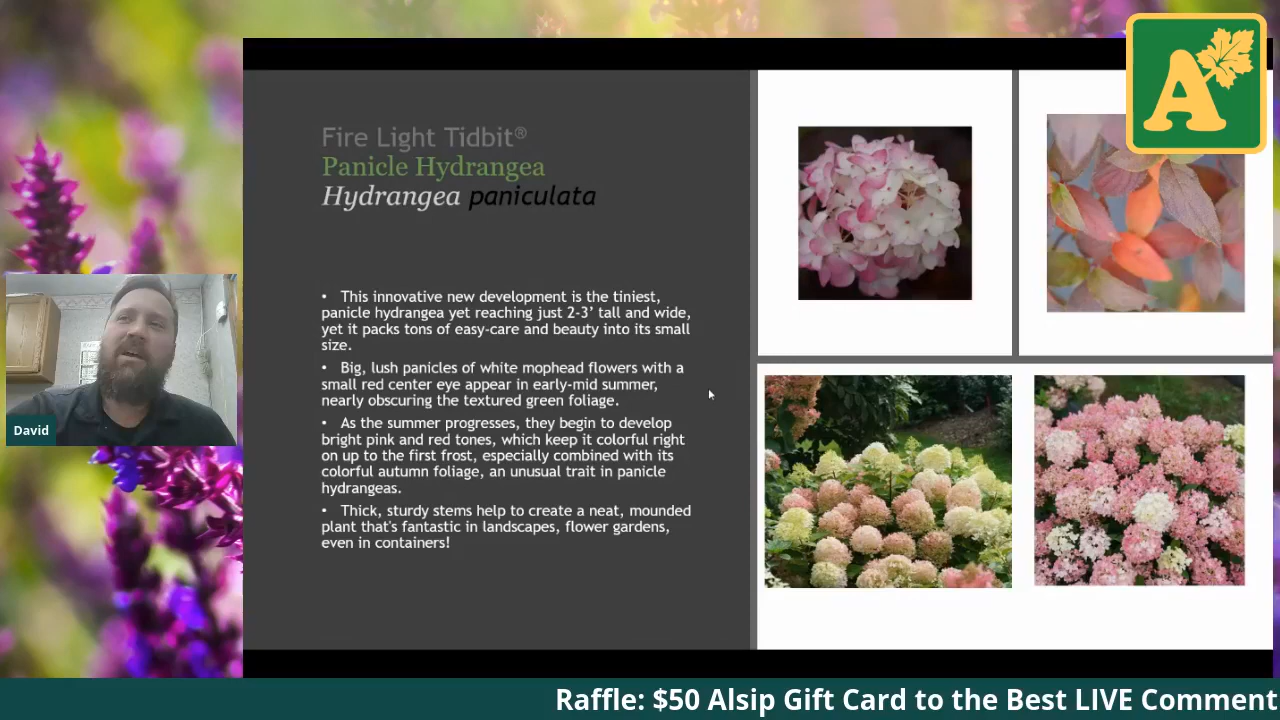 A
Fire Light Tidbit®
Panicle Hydrangea
Hydrangea paniculata
• This innovative new development is the tiniest,
panicle hydrangea yet reaching just 2-3’ tall and wide,
yet it packs tons of easy-care and beauty into its small
size.
• Big, lush panicles of white mophead flowers with a
small red center eye appear in early-mid summer,
nearly obscuring the textured green foliage.
• As the summer progresses, they begin to develop
bright pink and red tones, which keep it colorful right
on up to the first frost, especially combined with its
colorful autumn foliage, an unusual trait in panicle
hydrangeas.
• Thick, sturdy stems help to create a neat, mounded
plant that's fantastic in landscapes, flower gardens,
even in containers!
David
Raffle: $50 Alsip Gift Card to the Best LIVE Comment